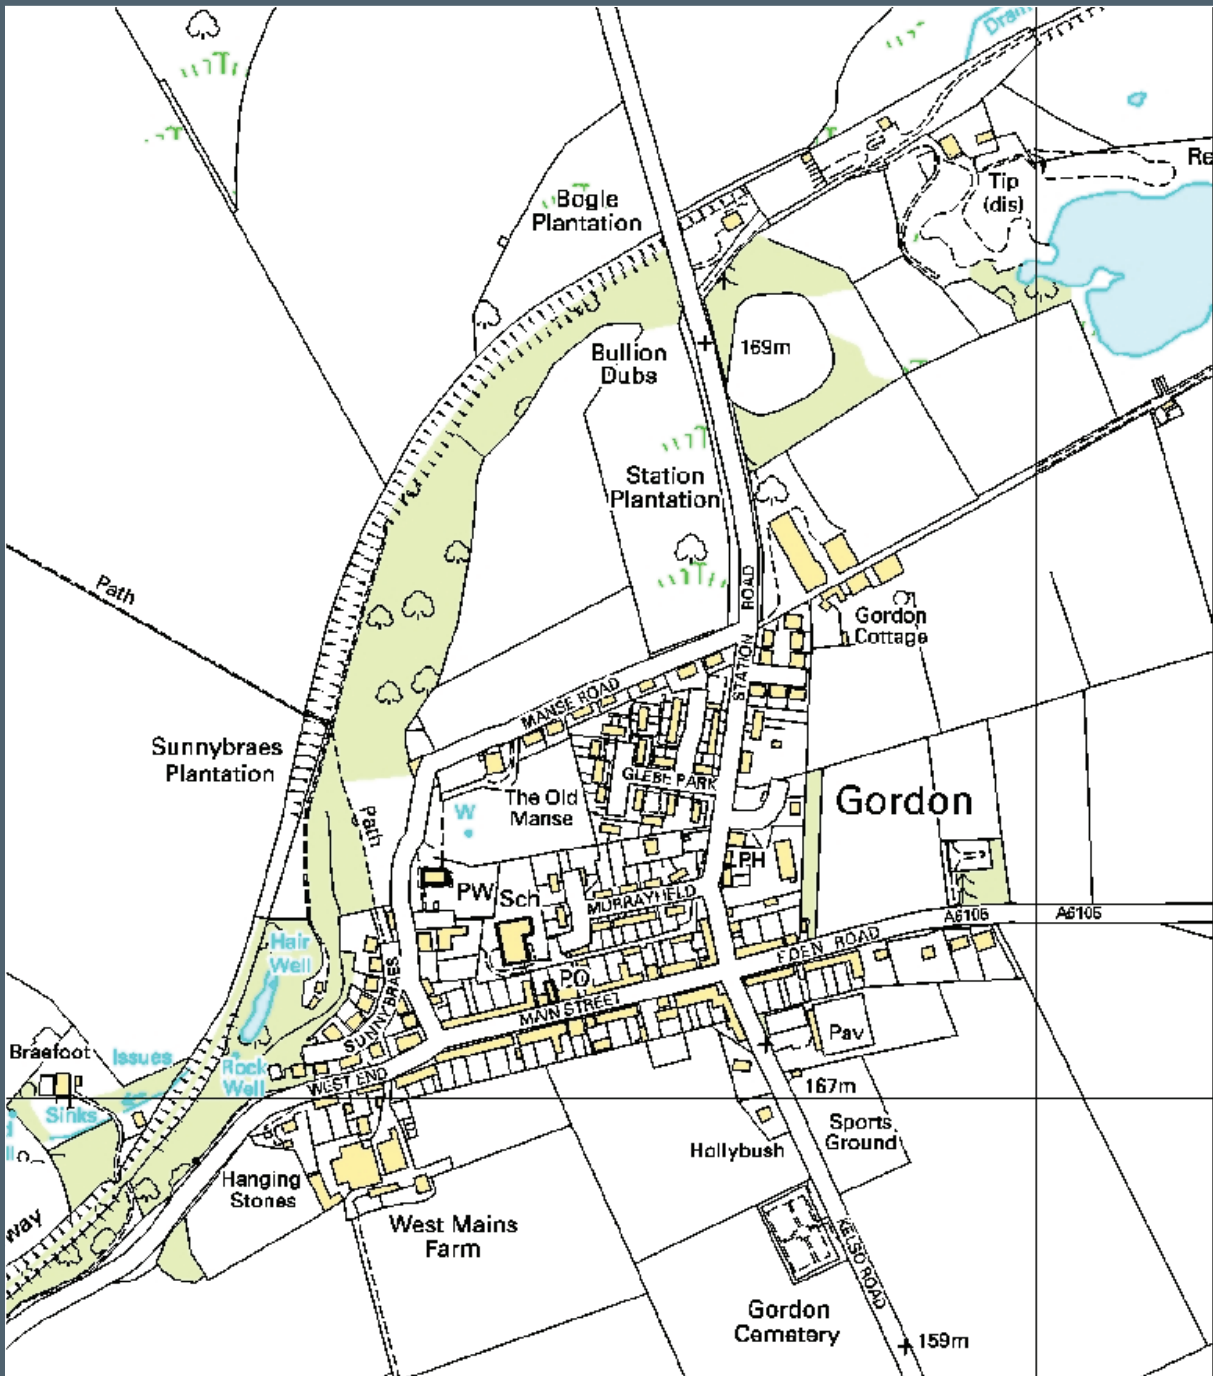 Drain
Re
Tip
(dis)
Bogle
Plantation
169m
Bullion
Dubs
Station
Plantation
Path
ROAD
Gordon
Cottage
STATION
MANSE ROAD
Sunnybraes
Plantation
GLEBE PARK
The Old
Manse
Gordon
W
Path
PH
PW
Sch
MURRAYFIELD
A6105
A6105
EDEN ROAD
Hair
Well
PO
MAIN STREET
SUNNYBRAES
Pav
Braefoot
Issues
Rock
Well
WEST END
167m
Sinks
Sports
Ground
Hollybush
Hanging
Stones
way
West Mains
Farm
KELSO ROAD
Gordon
Cemetery
159m